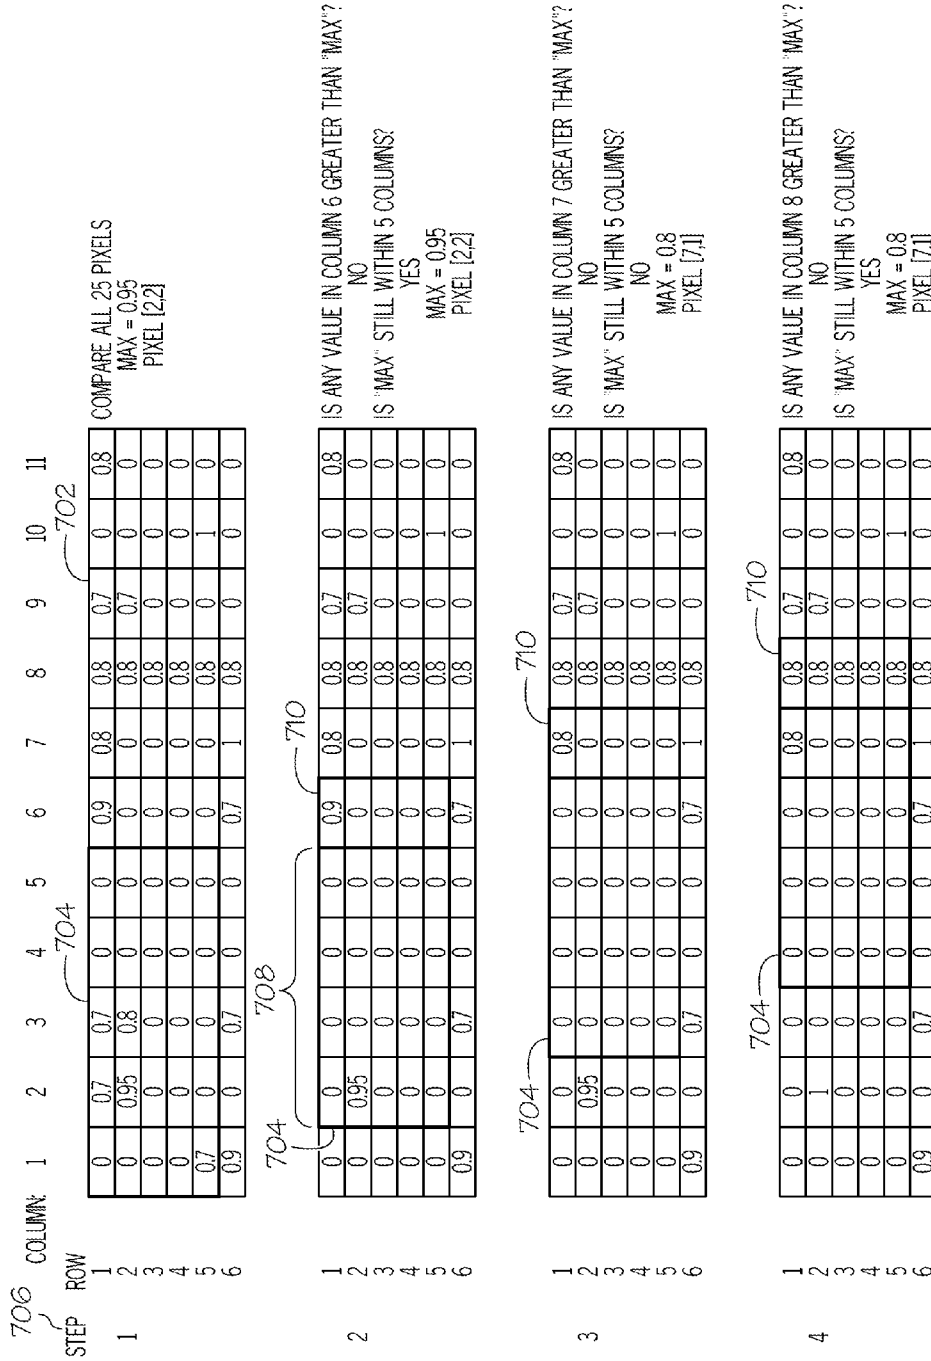 706
COLUMN: 1 2 3 4 5 6 7 8 9 10 11
STEP ROW
704 702
1 0 0.7 0.7 0 0 0.9 0.8 0.8 0.7 0 0.8 COMPARE ALL 25 PIXELS
1 2 0 0.95 0.8 0 0 0 0 0.8 0.7 0 0 MAX = 0.95
3 0 0 0 0 0 0 0 0.8 0 0 0 PIXEL [2,2]
4 0 0 0 0 0 0 0 0.8 0 0 0
5 0.7 0 0 0 0 0 0 0.8 0 1 0
6 0.9 0 0.7 0 0 0.7 1 0.8 0 0 0
704 708 710
1 0 0 0 0 0 0.9 0.8 0.8 0.7 0 0.8 IS ANY VALUE IN COLUMN 6 GREATER THAN "MAX"?
2 2 0 0.95 0 0 0 0 0 0.8 0.7 0 0 NO
3 0 0 0 0 0 0 0 0.8 0 0 0 IS "MAX" STILL WITHIN 5 COLUMNS?
4 0 0 0 0 0 0 0 0.8 0 0 0 YES
5 0 0 0 0 0 0 0 0.8 0 1 0 MAX = 0.95
6 0.9 0 0.7 0 0 0.7 1 0.8 0 0 0 PIXEL [2,2]
704 710
1 0 0 0 0 0 0 0.8 0.8 0.7 0 0.8 IS ANY VALUE IN COLUMN 7 GREATER THAN "MAX"?
3 2 0 0.95 0 0 0 0 0 0.8 0.7 0 0 NO
3 0 0 0 0 0 0 0 0.8 0 0 0 IS "MAX" STILL WITHIN 5 COLUMNS?
4 0 0 0 0 0 0 0 0.8 0 0 0 NO
5 0 0 0 0 0 0 0 0.8 0 1 0 MAX = 0.8
6 0.9 0 0.7 0 0 0.7 1 0.8 0 0 0 PIXEL [7,1]
704 710
1 0 0 0 0 0 0 0.8 0.8 0.7 0 0.8 IS ANY VALUE IN COLUMN 8 GREATER THAN "MAX"?
4 2 0 1 0 0 0 0 0 0.8 0.7 0 0 NO
3 0 0 0 0 0 0 0 0.8 0 0 0 IS "MAX" STILL WITHIN 5 COLUMNS?
4 0 0 0 0 0 0 0 0.8 0 0 0 YES
5 0 0 0 0 0 0 0 0.8 0 1 0 MAX = 0.8
6 0.9 0 0.7 0 0 0.7 1 0.8 0 0 0 PIXEL [7,1]